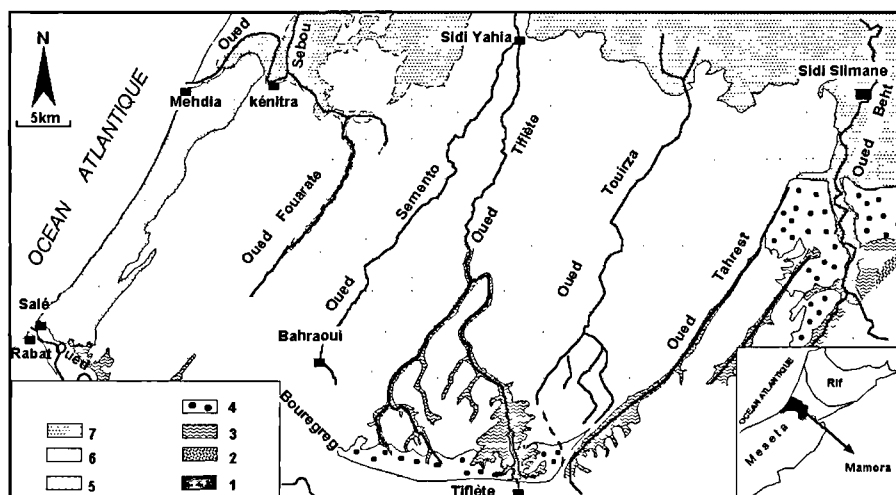 N
5km
OCEAN ATLANTIQUE
Oued
Sebou
Mehdia
kénitra
Sidi Yahia
Sidi Slimane
Oued Beht
Oued Fouarate
Oued Semento
Oued Tiflète
Oued Touirza
Oued Tahrest
Salé
Rabat
Oued
Bouregreg
Bahraoui
Tiflète
4
7
3
6
2
5
1
OCEAN ATLANTIQUE
Rif
Meseta
Mamora